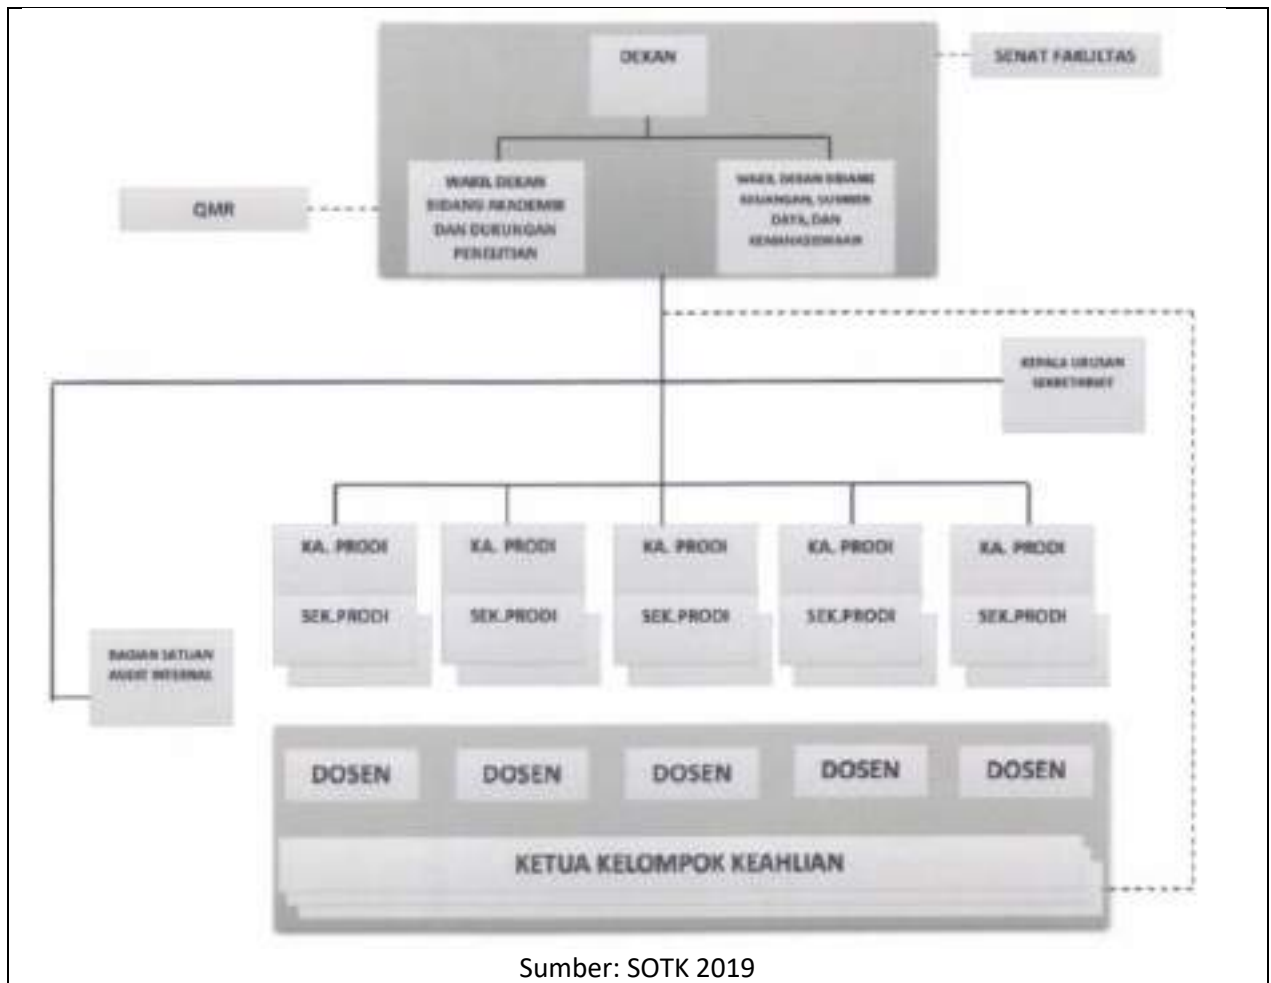 DEKAN
SENAT FAKULTAS
WAKIL DEKAN
BIDANG AKADEMIK
DAN DUKUNGAN
PENELITIAN
WAKIL DEKAN BIDANG
KEUANGAN, SUMBER
DAYA, DAN
KEMAHASISWAAN
QMR
KEPALA URUSAN
SEKRETARIAT
KA. PRODI
KA. PRODI
KA. PRODI
KA. PRODI
KA. PRODI
SEK.PRODI
SEK.PRODI
SEK.PRODI
SEK.PRODI
SEK.PRODI
BAGIAN SATUAN
AUDIT INTERNAL
DOSEN
DOSEN
DOSEN
DOSEN
DOSEN
KETUA KELOMPOK KEAHLIAN
Sumber: SOTK 2019